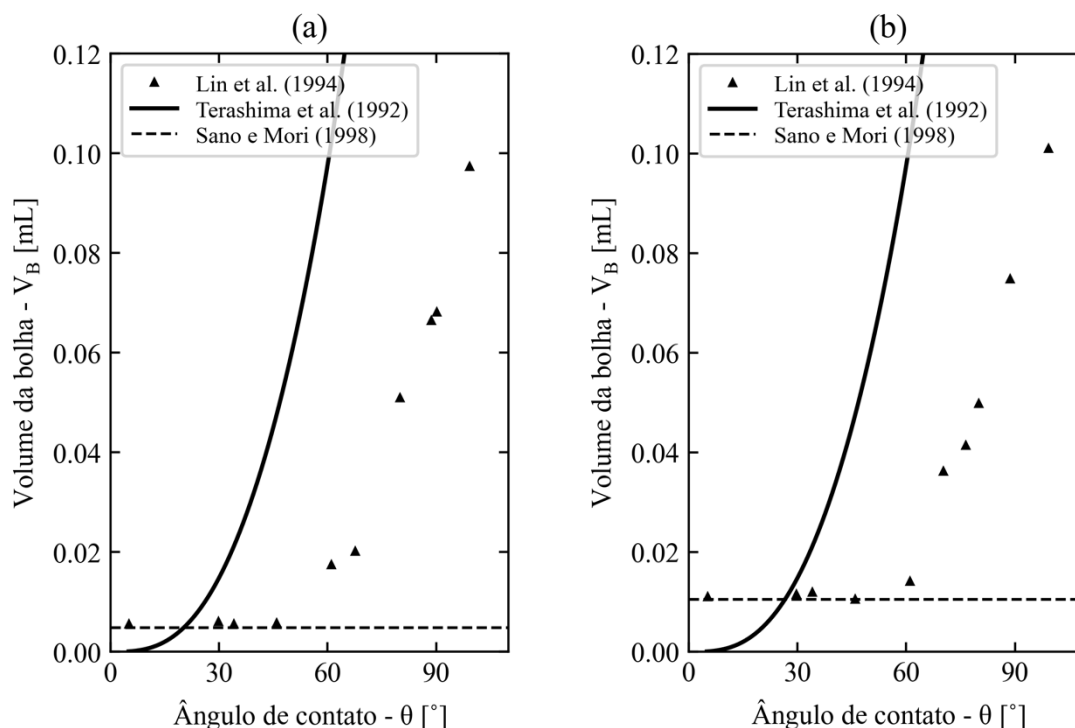 (a)
Lin et al. (1994)
Terashima et al. (1992)
Sano e Mori (1998)
0.12
0.10
0.08
0.06
0.04
0.02
0.00
Volume da bolha - V_B [mL]
0
30
60
90
Ângulo de contato - θ [°]
(b)
Lin et al. (1994)
Terashima et al. (1992)
Sano e Mori (1998)
0.12
0.10
0.08
0.06
0.04
0.02
0.00
Volume da bolha - V_B [mL]
0
30
60
90
Ângulo de contato - θ [°]